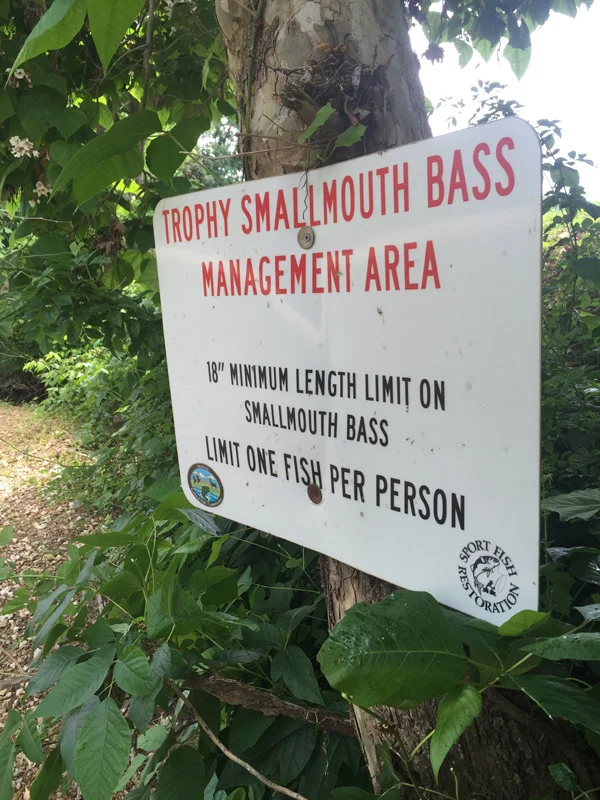 TROPHY SMALLMOUTH BASS
MANAGEMENT AREA
18" MINIMUM LENGTH LIMIT ON
SMALLMOUTH BASS
LIMIT ONE FISH PER PERSON
SPORT FISH
RESTORATION